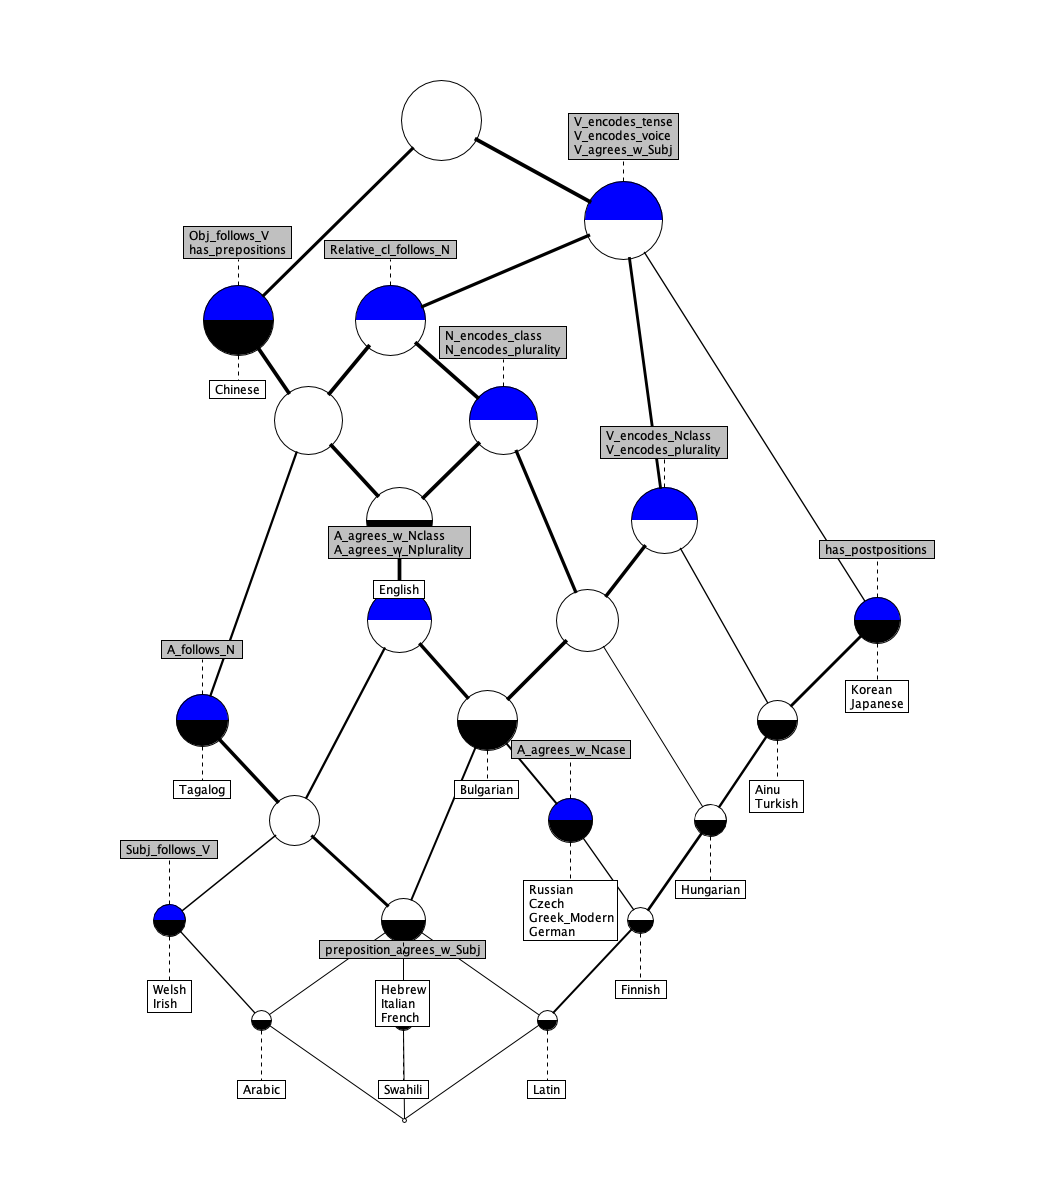 V_encodes_tense
V_encodes_voice
V_agrees_w_Subj
Obj_follows_V
has_prepositions
Relative_cl_follows_N
N_encodes_class
N_encodes_plurality
Chinese
V_encodes_Nclass
V_encodes_plurality
A_agrees_w_Nclass
A_agrees_w_Nplurality
has_postpositions
English
A_follows_N
Korean
Japanese
A_agrees_w_Ncase
Tagalog
Bulgarian
Ainu
Turkish
Subj_follows_V
Russian
Czech
Greek_Modern
German
Hungarian
preposition_agrees_w_Subj
Welsh
Irish
Hebrew
Italian
French
Finnish
Arabic
Swahili
Latin